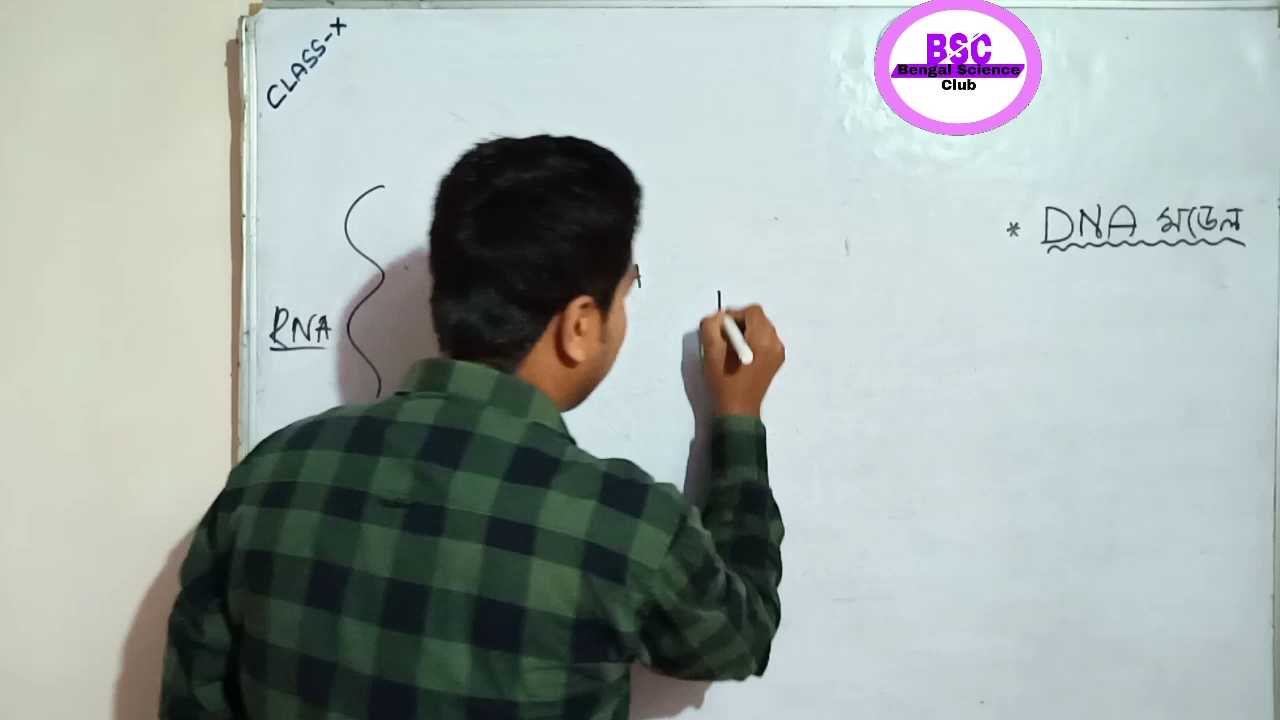 CLASS-X
BSC
Bengal Science
Club
* DNA মডেল
RNA
A